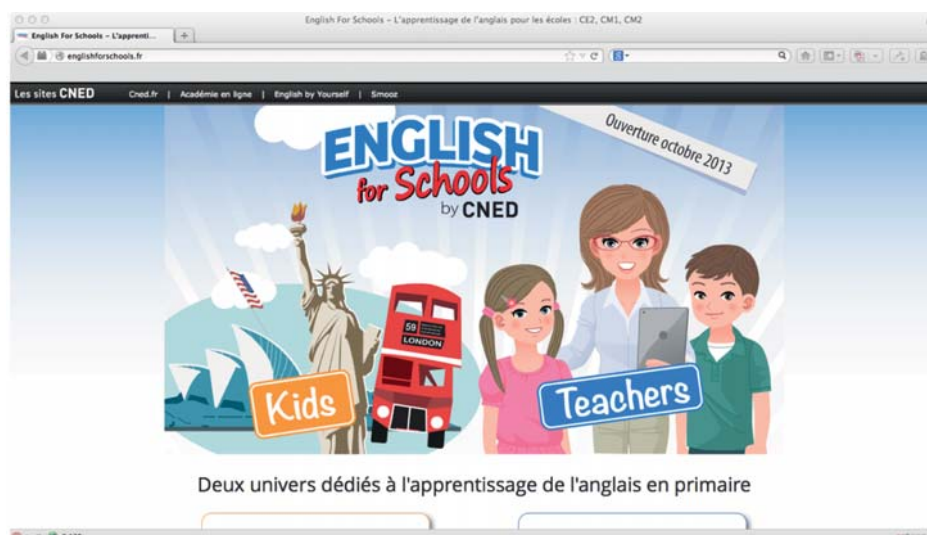 English For Schools – L'apprentissage de l'anglais pour les écoles : CE2, CM1, CM2
English For Schools – L'apprenti...
englishforschools.fr
Les sites CNED Cned.fr | Académie en ligne | English by Yourself | Smooz
Ouverture octobre 2013
ENGLISH
for Schools
by CNED
59
LONDON
Kids
Teachers
Deux univers dédiés à l'apprentissage de l'anglais en primaire